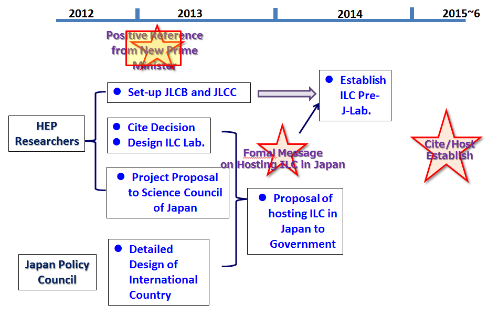 2012
2013
2014
2015~6
Positive Reference
from New Prime
Minister
Set-up JLCB and JLCC
Establish
ILC Pre-
J-Lab.
HEP
Researchers
Cite Decision
Design ILC Lab.
Fomal Message
on Hosting ILC in Japan
Cite/Host
Establish
Project Proposal
to Science Council
of Japan
Proposal of
hosting ILC in
Japan to
Government
Japan Policy
Council
Detailed
Design of
International
Country